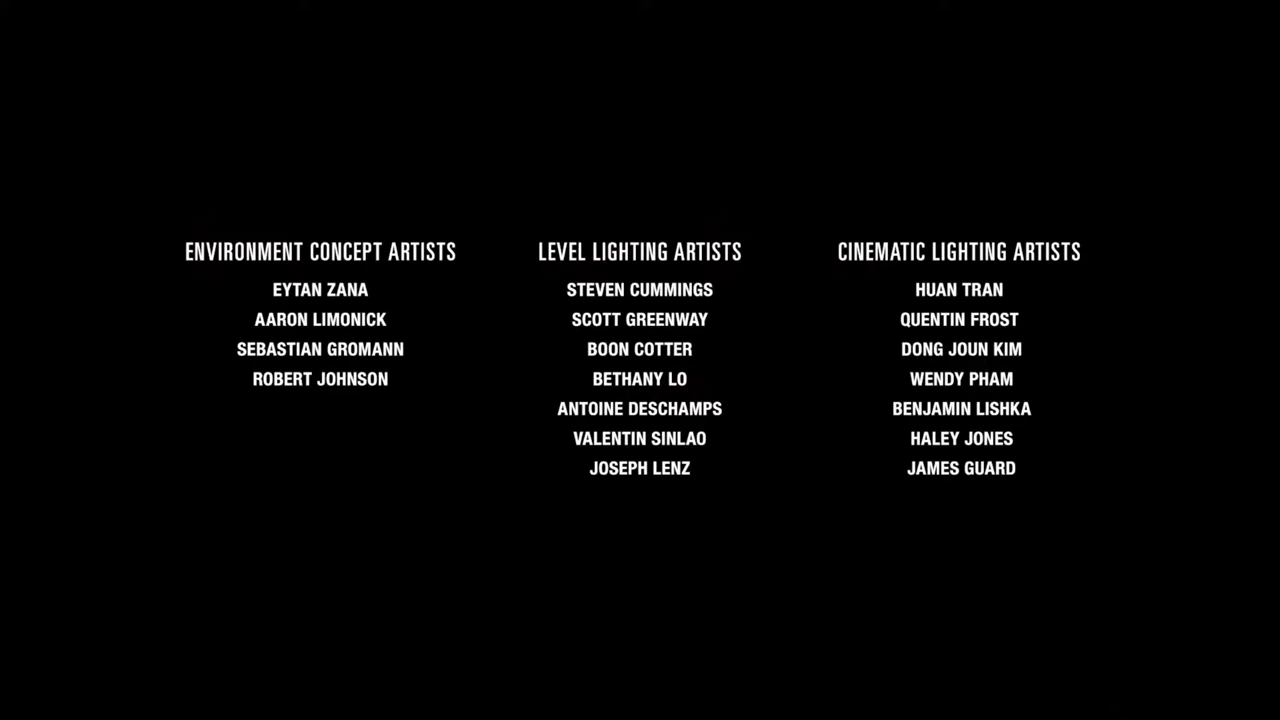 ENVIRONMENT CONCEPT ARTISTS
EYTAN ZANA
AARON LIMONICK
SEBASTIAN GROMANN
ROBERT JOHNSON
LEVEL LIGHTING ARTISTS
STEVEN CUMMINGS
SCOTT GREENWAY
BOON COTTER
BETHANY LO
ANTOINE DESCHAMPS
VALENTIN SINLAO
JOSEPH LENZ
CINEMATIC LIGHTING ARTISTS
HUAN TRAN
QUENTIN FROST
DONG JOUN KIM
WENDY PHAM
BENJAMIN LISHKA
HALEY JONES
JAMES GUARD